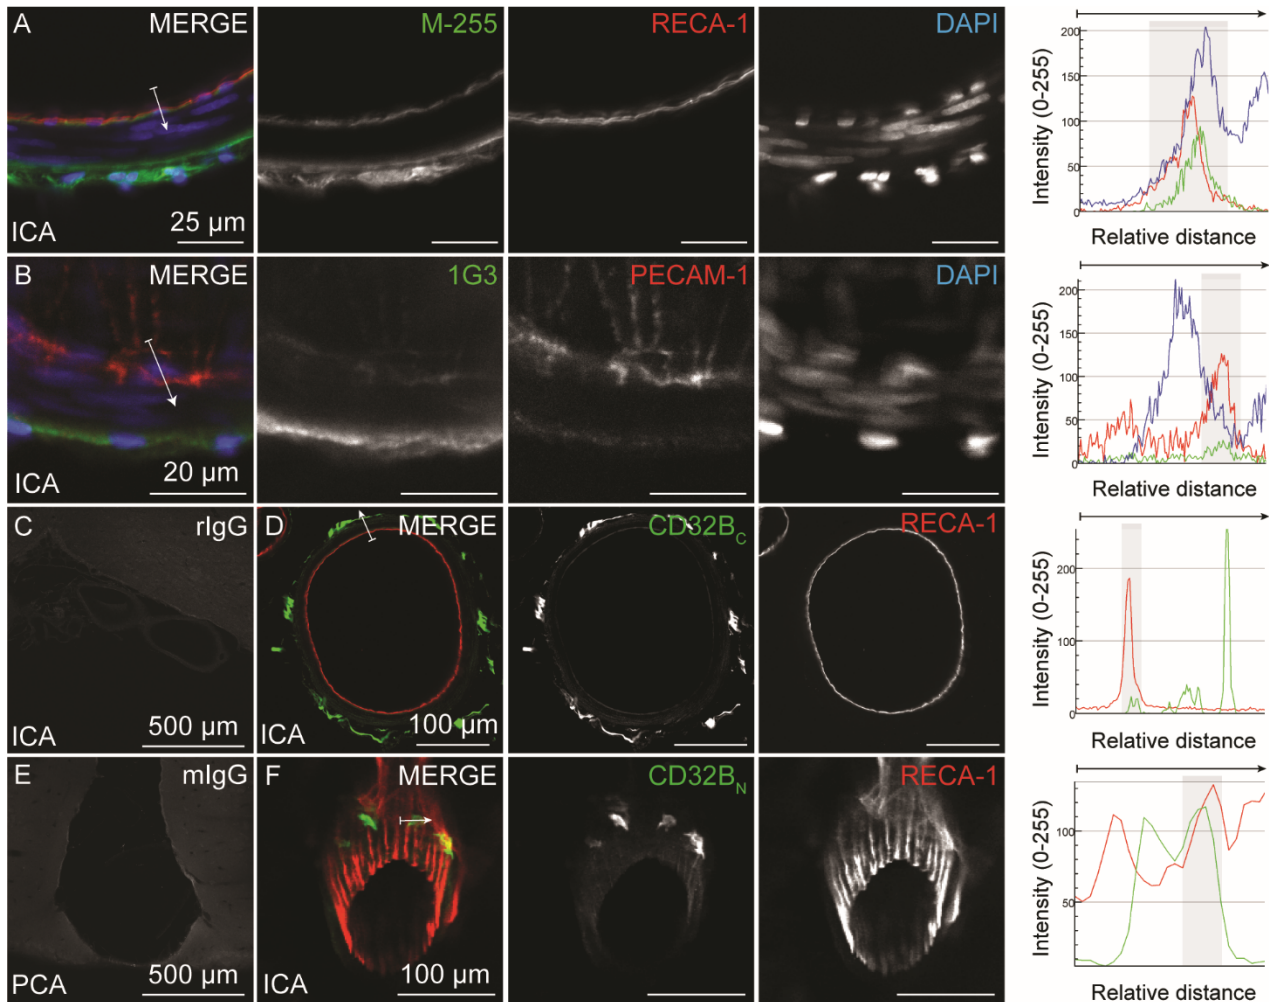 A MERGE M-255 RECA-1 DAPI
ICA 25 µm
Intensity (0-255)
200
150
100
50
0
Relative distance
B MERGE 1G3 PECAM-1 DAPI
ICA 20 µm
Intensity (0-255)
200
150
100
50
0
Relative distance
C rIgG D MERGE CD32BC RECA-1
ICA 500 µm ICA 100 µm
Intensity (0-255)
200
100
0
Relative distance
E mIgG F MERGE CD32BN RECA-1
PCA 500 µm ICA 100 µm
Intensity (0-255)
100
50
Relative distance